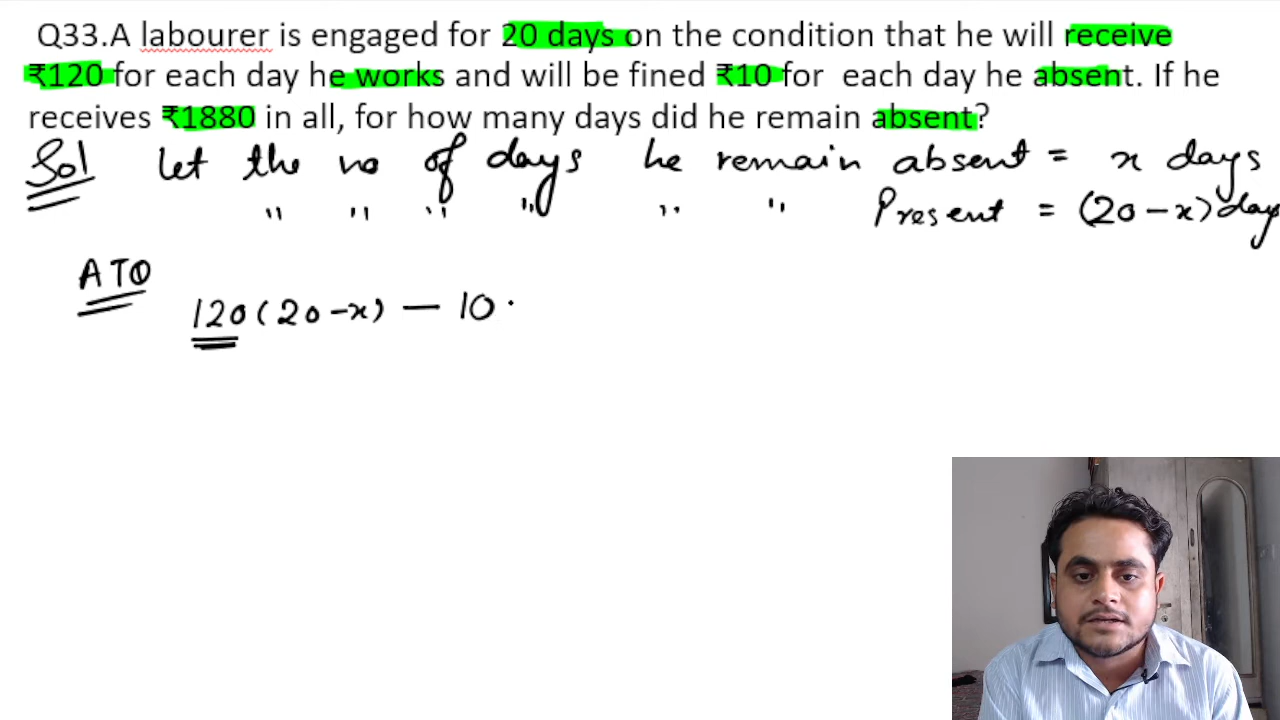 Q33.A labourer is engaged for 20 days on the condition that he will receive
₹120 for each day he works and will be fined ₹10 for each day he absent. If he
receives ₹1880 in all, for how many days did he remain absent?
Sol Let the no of days he remain absent = x days
" " " " " " Present = (20-x) day
ATQ
120(20-x) - 10.